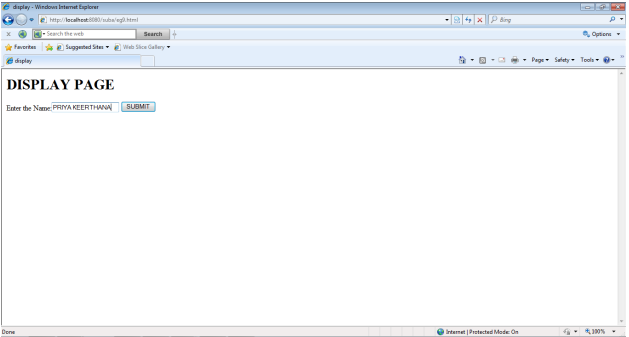 display - Windows Internet Explorer
http://localhost:8080/suba/eg9.html
Bing
Search the web
Search
Options
Favorites Suggested Sites Web Slice Gallery
display
Page Safety Tools
DISPLAY PAGE
Enter the Name: PRIYA KEERTHANA SUBMIT
Done
Internet | Protected Mode: On
100%